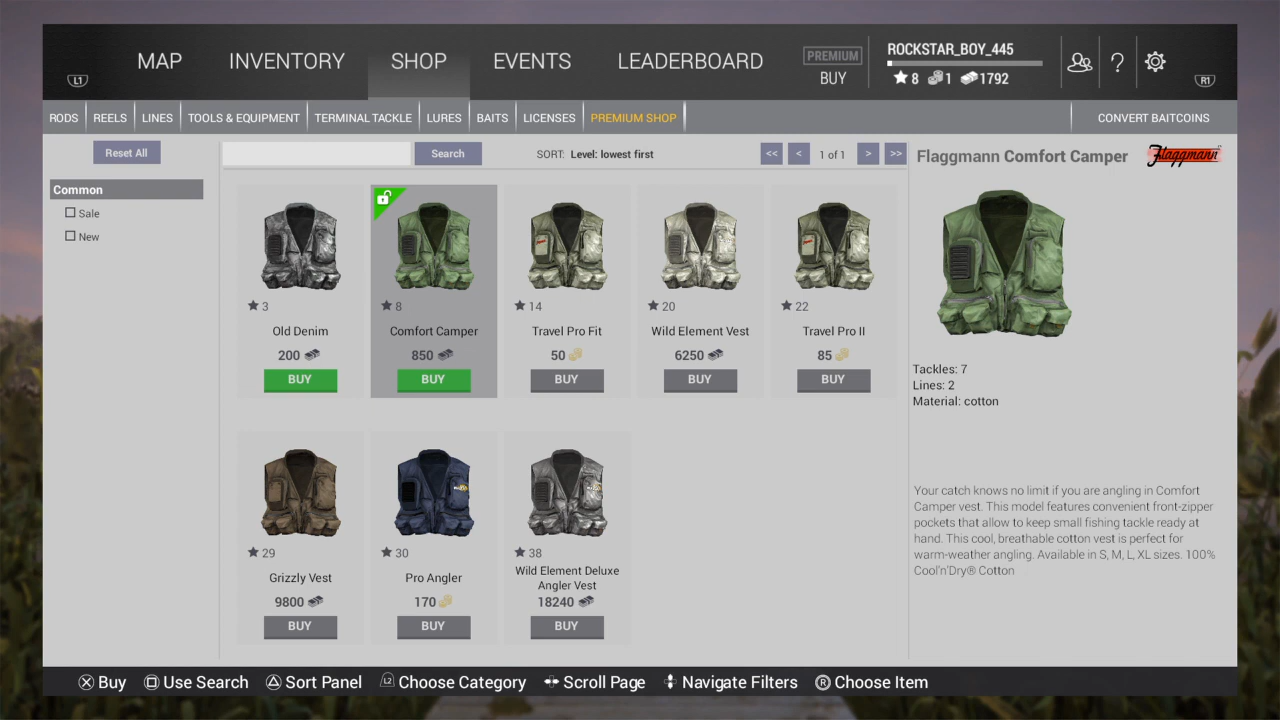 MAP
INVENTORY
SHOP
EVENTS
LEADERBOARD
PREMIUM
BUY
ROCKSTAR_BOY_445
8
1
1792
?
L1
R1
RODS
REELS
LINES
TOOLS & EQUIPMENT
TERMINAL TACKLE
LURES
BAITS
LICENSES
PREMIUM SHOP
CONVERT BAITCOINS
Reset All
Search
SORT: Level: lowest first
<<
<
1 of 1
>
>>
Common
Sale
New
3
Old Denim
200
BUY
8
Comfort Camper
850
BUY
14
Travel Pro Fit
50
BUY
20
Wild Element Vest
6250
BUY
22
Travel Pro II
85
BUY
29
Grizzly Vest
9800
BUY
30
Pro Angler
170
BUY
38
Wild Element Deluxe
Angler Vest
18240
BUY
Flaggmann Comfort Camper
Flaggmann
Tackles: 7
Lines: 2
Material: cotton
Your catch knows no limit if you are angling in Comfort
Camper vest. This model features convenient front-zipper
pockets that allow to keep small fishing tackle ready at
hand. This cool, breathable cotton vest is perfect for
warm-weather angling. Available in S, M, L, XL sizes. 100%
Cool'n'Dry® Cotton
Buy
Use Search
Sort Panel
L2 Choose Category
Scroll Page
Navigate Filters
R Choose Item